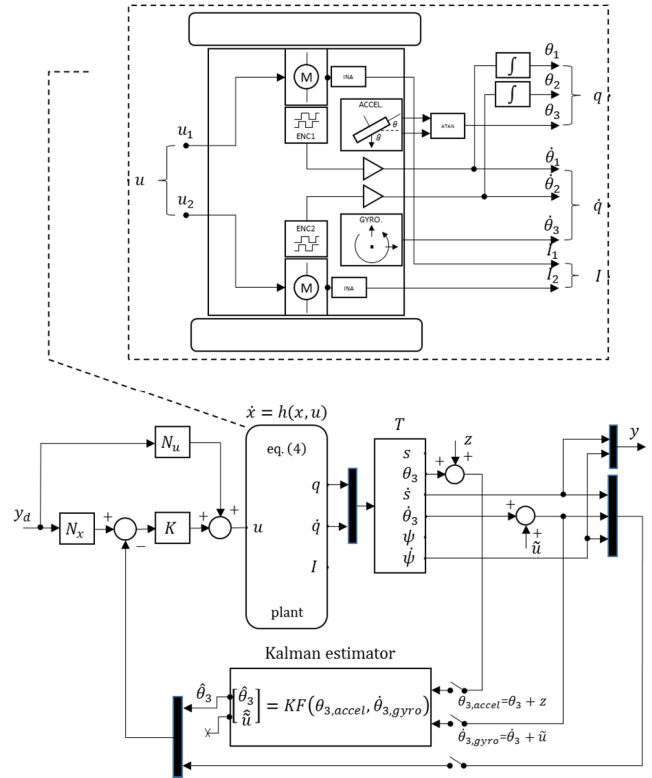 θ₁
θ₂
θ₃
q
M
INA
ACCEL.
θ
θ
ATAN
ENC1
u₁
u
u₂
θ̇₁
θ̇₂
θ̇₃
q̇
ENC2
GYRO.
M
INA
I₁
I₂
I
ẋ = h(x, u)
eq. (4)
T
Nᵤ
s
θ₃
ṡ
θ̇₃
ψ
ψ̇
+ z
+
y
q
q̇
I
y_d
Nₓ
+
−
K
+
+
u
+
+
ũ
plant
Kalman estimator
θ̂₃
[θ̂₃ ũ̂] = KF(θ₃,accel, θ̇₃,gyro)
θ₃,accel=θ₃ + z
θ̇₃,gyro=θ̇₃ + ũ